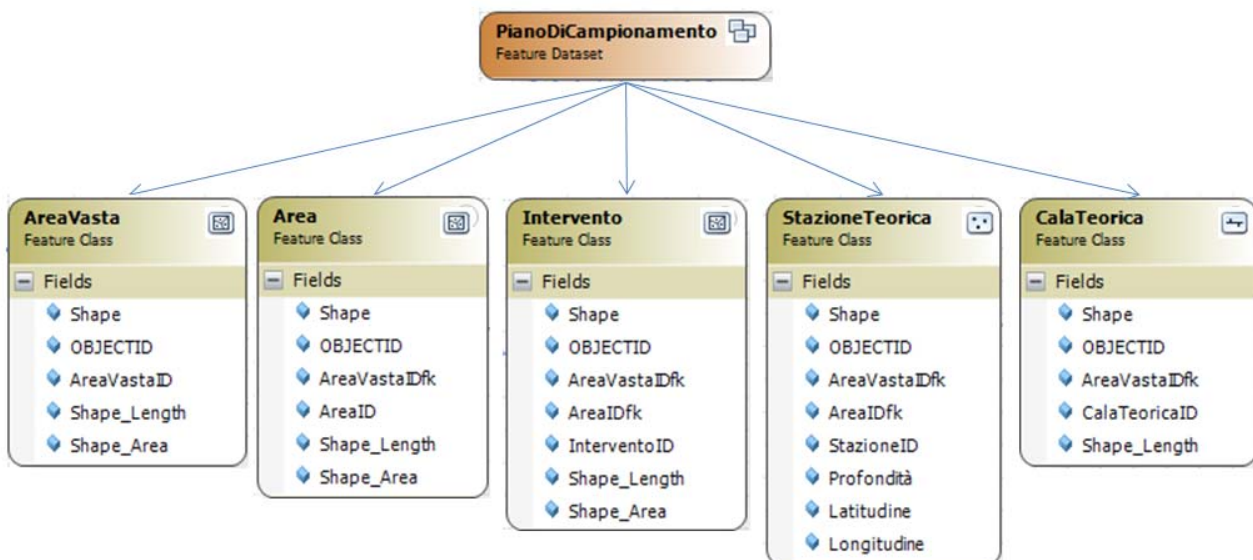 PianoDiCampionamento
Feature Dataset
AreaVasta
Feature Class
Fields
Shape
OBJECTID
AreaVastaID
Shape_Length
Shape_Area
Area
Feature Class
Fields
Shape
OBJECTID
AreaVastaIDfk
AreaID
Shape_Length
Shape_Area
Intervento
Feature Class
Fields
Shape
OBJECTID
AreaVastaIDfk
AreaIDfk
InterventoID
Shape_Length
Shape_Area
StazioneTeorica
Feature Class
Fields
Shape
OBJECTID
AreaVastaIDfk
AreaIDfk
StazioneID
Profondità
Latitudine
Longitudine
CalaTeorica
Feature Class
Fields
Shape
OBJECTID
AreaVastaIDfk
CalaTeoricaID
Shape_Length